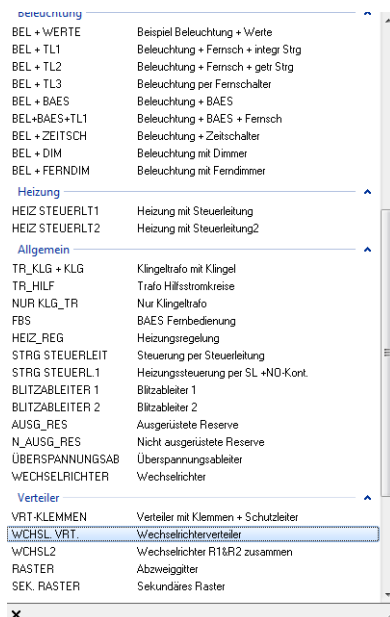 Beleuchtung
BEL + WERTE Beispiel Beleuchtung + Werte
BEL + TL1 Beleuchtung + Fernsch + integr Strg
BEL + TL2 Beleuchtung + Fernsch + getr Strg
BEL + TL3 Beleuchtung per Fernschalter
BEL + BAES Beleuchtung + BAES
BEL+BAES+TL1 Beleuchtung + BAES + Fernsch
BEL + ZEITSCH Beleuchtung + Zeitschalter
BEL + DIM Beleuchtung mit Dimmer
BEL + FERNDIM Beleuchtung mit Ferndimmer
Heizung
HEIZ STEUERLT1 Heizung mit Steuerleitung
HEIZ STEUERLT2 Heizung mit Steuerleitung2
Allgemein
TR_KLG + KLG Klingeltrafo mit Klingel
TR_HILF Trafo Hilfsstromkreise
NUR KLG_TR Nur Klingeltrafo
FBS BAES Fernbedienung
HEIZ_REG Heizungsregelung
STRG STEUERLEIT Steuerung per Steuerleitung
STRG STEUERL.1 Heizungssteuerung per SL +NO-Kont.
BLITZABLEITER 1 Blitzableiter 1
BLITZABLEITER 2 Blitzableiter 2
AUSG_RES Ausgerüstete Reserve
N_AUSG_RES Nicht ausgerüstete Reserve
ÜBERSPANNUNGSAB Überspannungsableiter
WECHSELRICHTER Wechselrichter
Verteiler
VRT-KLEMMEN Verteiler mit Klemmen + Schutzleiter
WCHSL. VRT. Wechselrichterverteiler
WCHSL2 Wechselrichter R1&R2 zusammen
RASTER Abzweiggitter
SEK. RASTER Sekundäres Raster